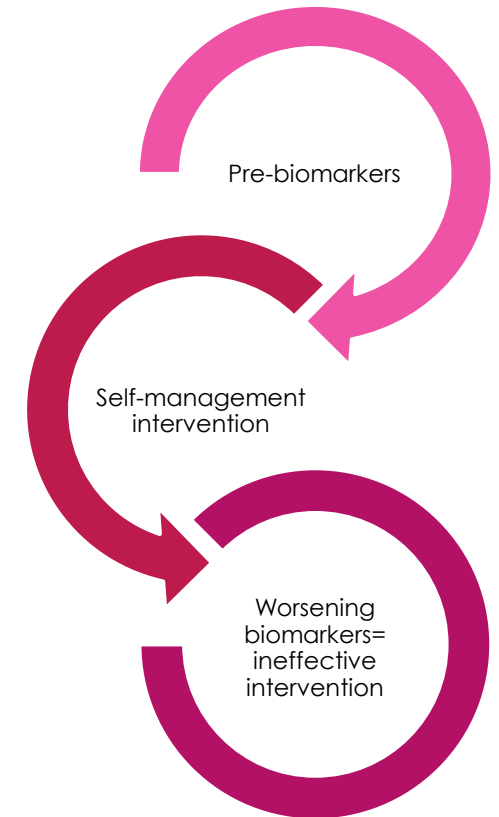 Pre-biomarkers
Self-management
intervention
Worsening
biomarkers=
ineffective
intervention